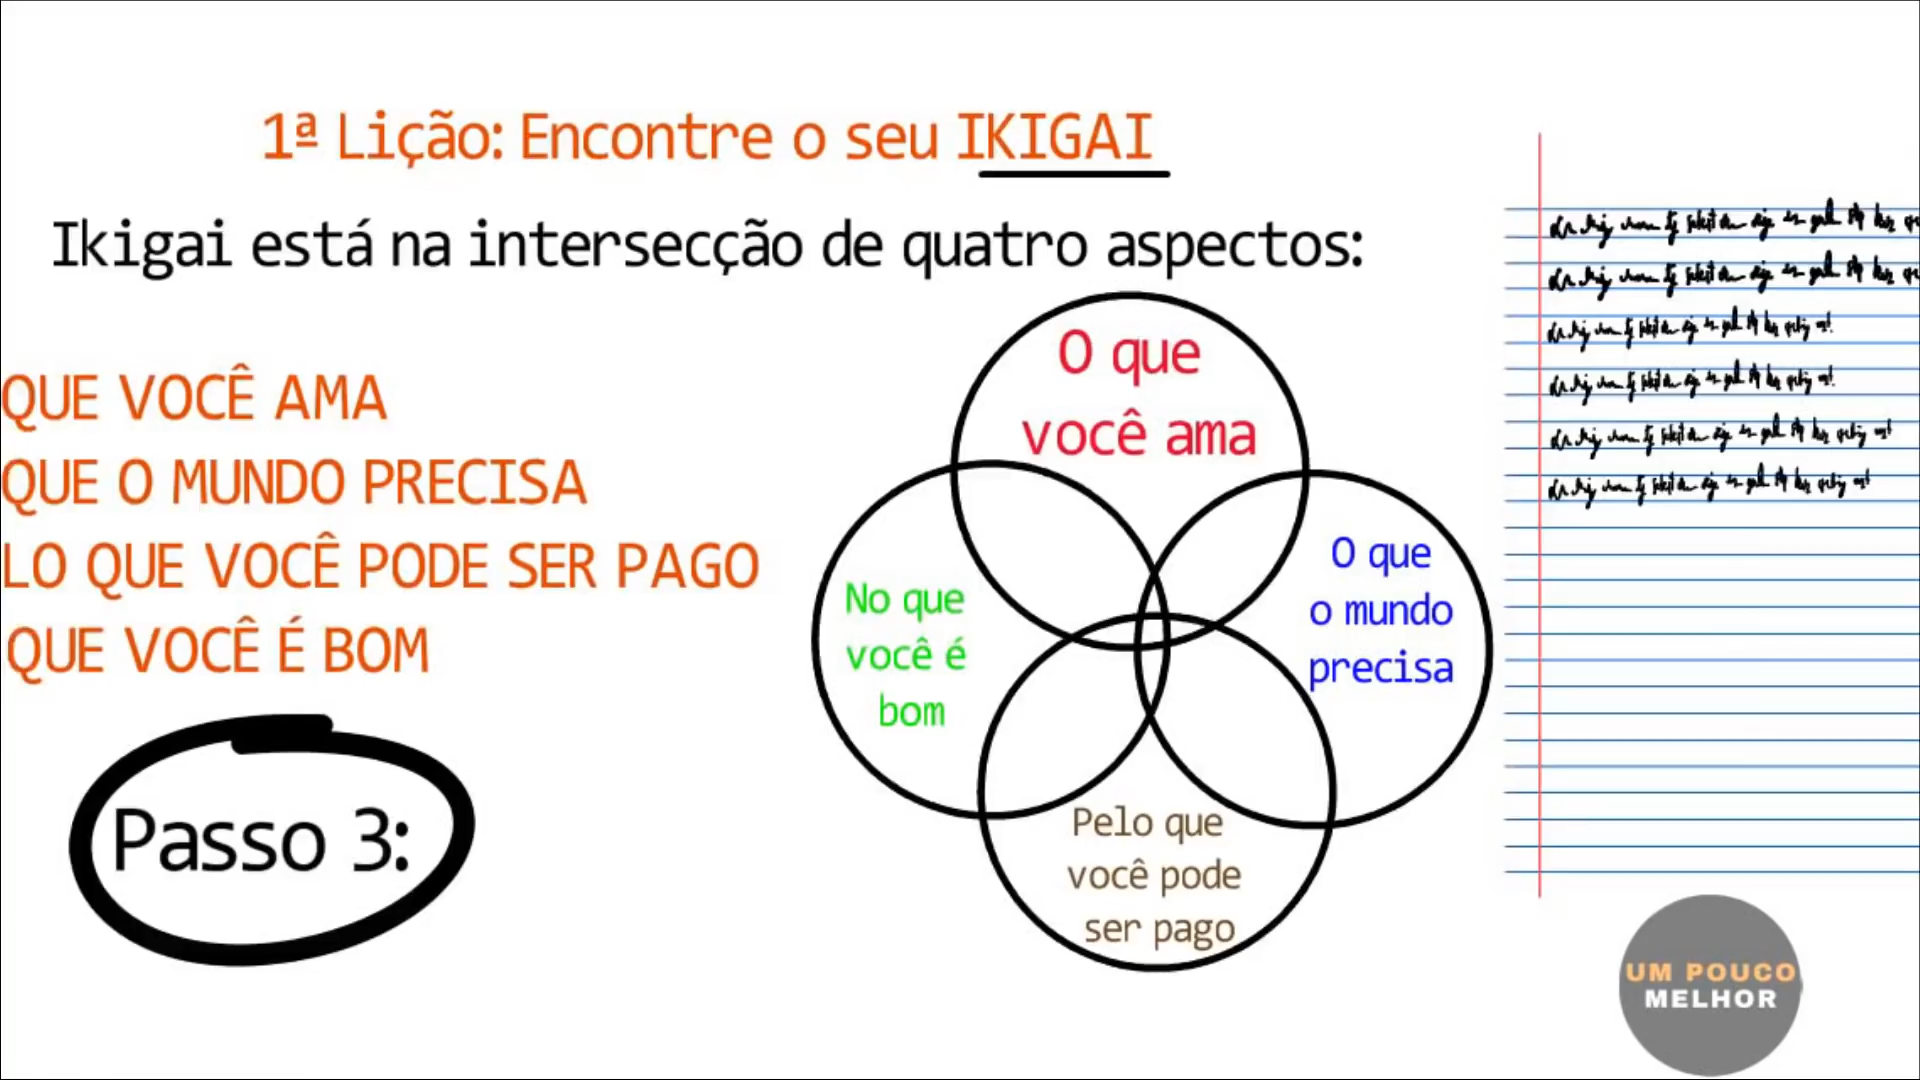 1ª Lição: Encontre o seu IKIGAI
Ikigai está na intersecção de quatro aspectos:
QUE VOCÊ AMA
QUE O MUNDO PRECISA
LO QUE VOCÊ PODE SER PAGO
QUE VOCÊ É BOM
Passo 3:
O que
você ama
No que
você é
bom
O que
o mundo
precisa
Pelo que
você pode
ser pago
UM POUCO
MELHOR